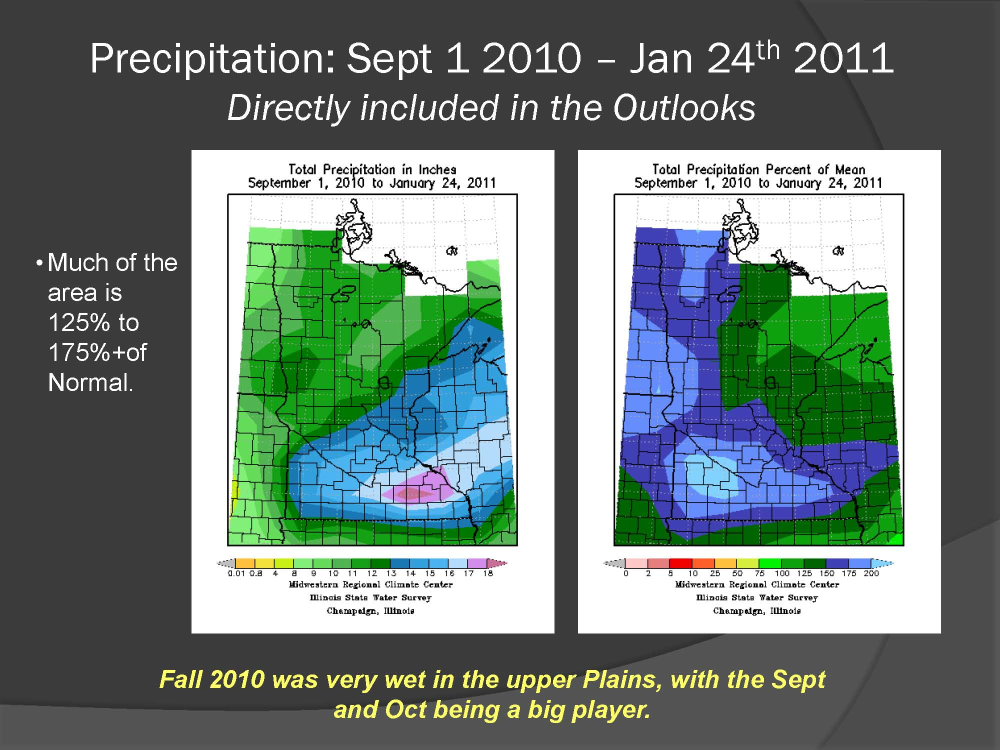 Precipitation: Sept 1 2010 – Jan 24th 2011
Directly included in the Outlooks
• Much of the
area is
125% to
175%+of
Normal.
Total Precipitation in Inches
September 1, 2010 to January 24, 2011
0.01 0.8 4 8 9 10 11 12 13 14 15 16 17 18
Midwestern Regional Climate Center
Illinois State Water Survey
Champaign, Illinois
Total Precipitation Percent of Mean
September 1, 2010 to January 24, 2011
0 2 5 10 25 50 75 100 125 150 175 200
Midwestern Regional Climate Center
Illinois State Water Survey
Champaign, Illinois
Fall 2010 was very wet in the upper Plains, with the Sept
and Oct being a big player.